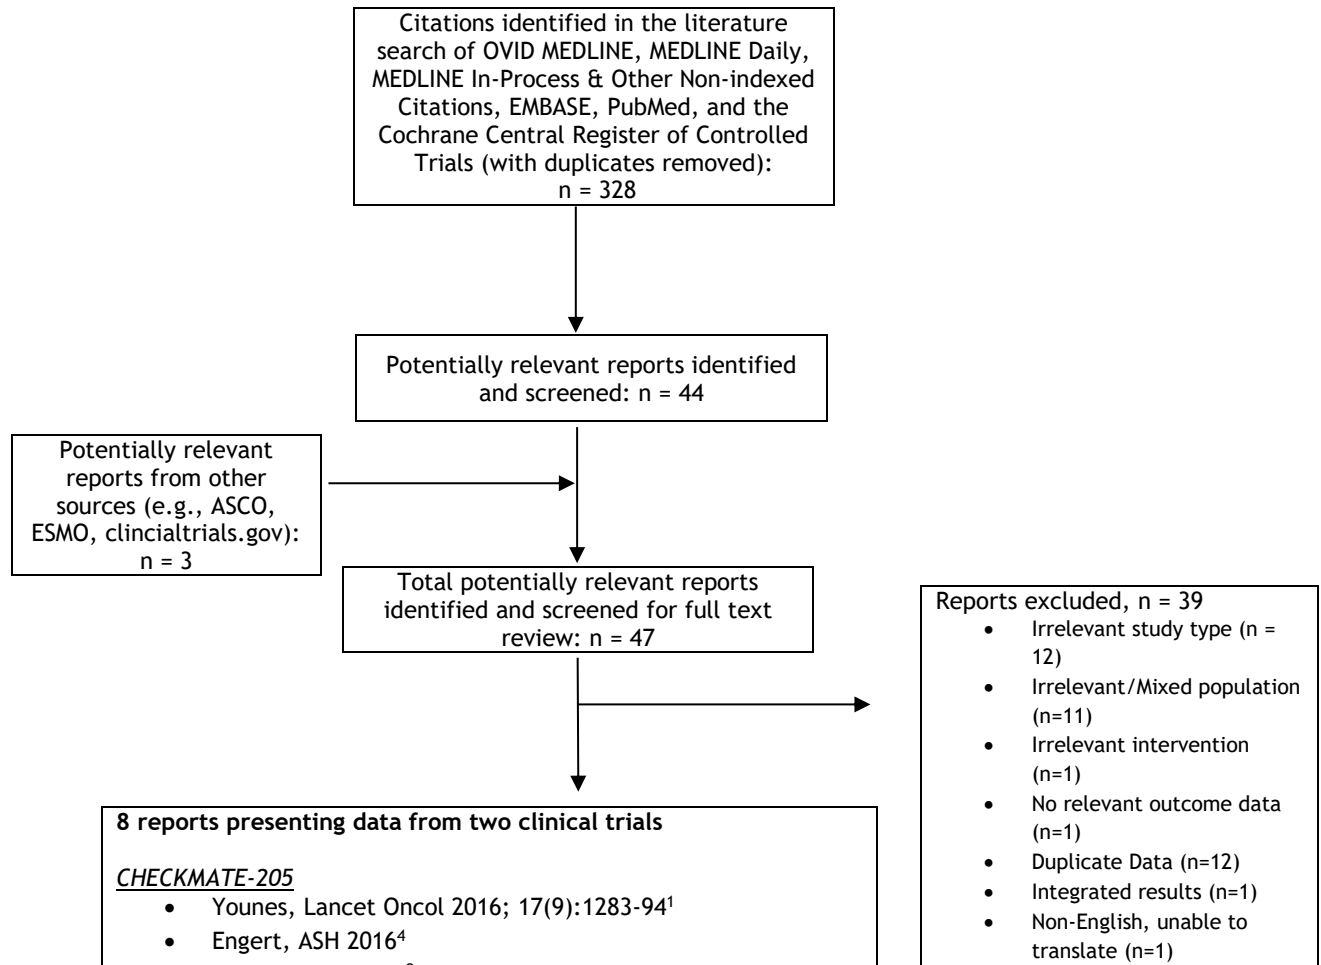 Citations identified in the literature
search of OVID MEDLINE, MEDLINE Daily,
MEDLINE In-Process & Other Non-indexed
Citations, EMBASE, PubMed, and the
Cochrane Central Register of Controlled
Trials (with duplicates removed):
n = 328
Potentially relevant reports identified
and screened: n = 44
Potentially relevant
reports from other
sources (e.g., ASCO,
ESMO, clincialtrials.gov):
n = 3
Total potentially relevant reports
identified and screened for full text
review: n = 47
Reports excluded, n = 39
• Irrelevant study type (n =
12)
• Irrelevant/Mixed population
(n=11)
• Irrelevant intervention
(n=1)
• No relevant outcome data
(n=1)
• Duplicate Data (n=12)
• Integrated results (n=1)
• Non-English, unable to
translate (n=1)
8 reports presenting data from two clinical trials
CHECKMATE-205
• Younes, Lancet Oncol 2016; 17(9):1283-94¹
• Engert, ASH 2016⁴